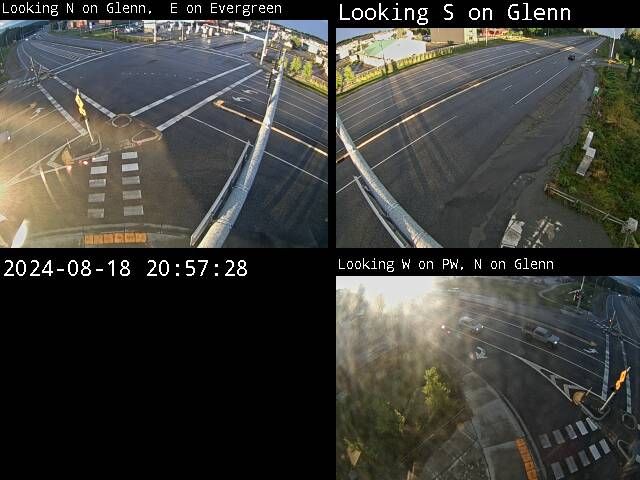 Looking N on Glenn,  E on Evergreen
Looking S on Glenn
2024-08-18 20:57:28
Looking W on PW, N on Glenn